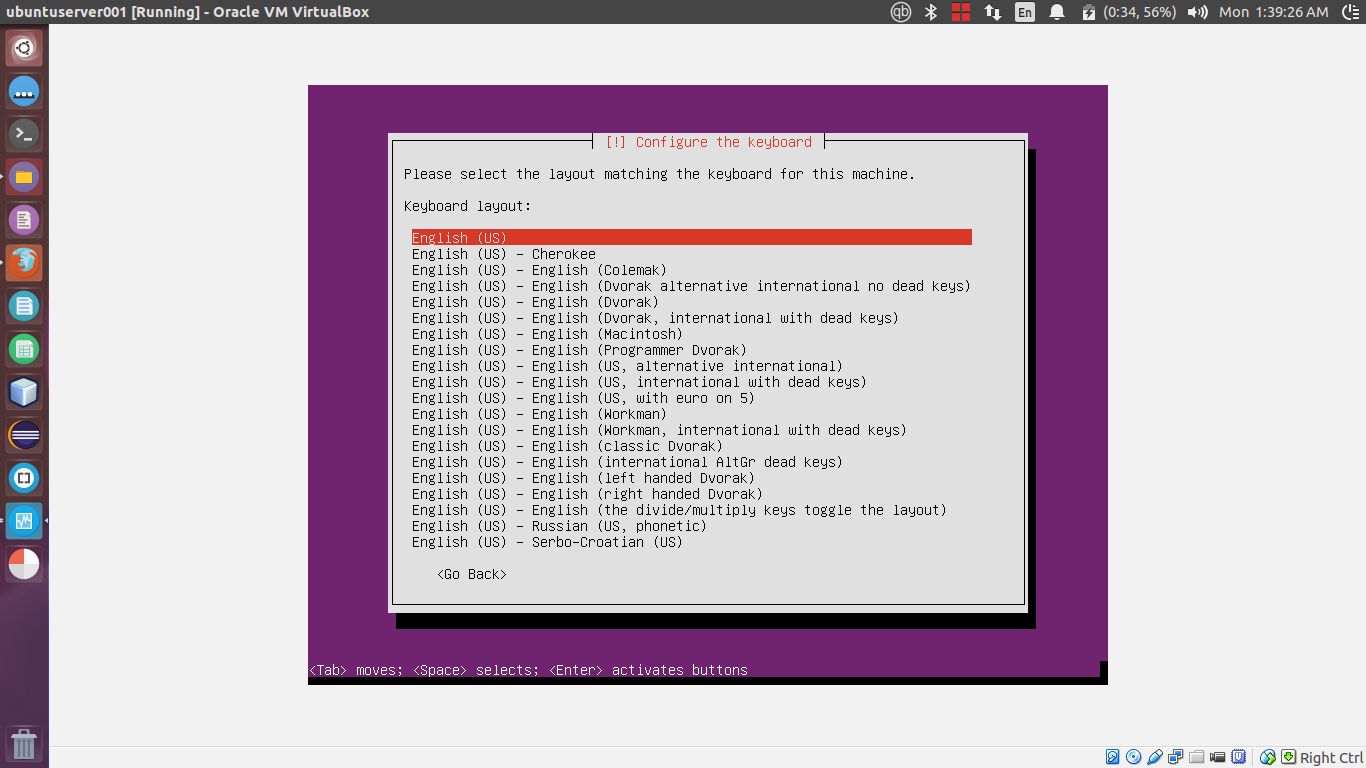 ubuntuserver001 [Running] - Oracle VM VirtualBox
qb En (0:34, 56%) Mon 1:39:26 AM
[!] Configure the keyboard
Please select the layout matching the keyboard for this machine.
Keyboard layout:
English (US)
English (US) - Cherokee
English (US) - English (Colemak)
English (US) - English (Dvorak alternative international no dead keys)
English (US) - English (Dvorak)
English (US) - English (Dvorak, international with dead keys)
English (US) - English (Macintosh)
English (US) - English (Programmer Dvorak)
English (US) - English (US, alternative international)
English (US) - English (US, international with dead keys)
English (US) - English (US, with euro on 5)
English (US) - English (Workman)
English (US) - English (Workman, international with dead keys)
English (US) - English (classic Dvorak)
English (US) - English (international AltGr dead keys)
English (US) - English (left handed Dvorak)
English (US) - English (right handed Dvorak)
English (US) - English (the divide/multiply keys toggle the layout)
English (US) - Russian (US, phonetic)
English (US) - Serbo-Croatian (US)
<Go Back>
<Tab> moves; <Space> selects; <Enter> activates buttons
Right Ctrl